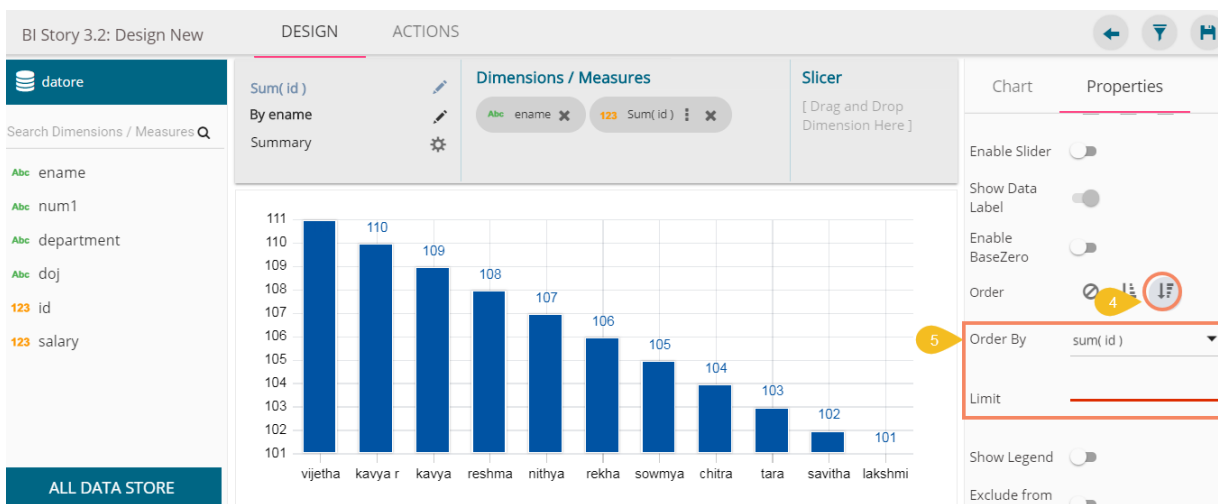 BI Story 3.2: Design New
DESIGN
ACTIONS
datore
Search Dimensions / Measures
Abc ename
Abc num1
Abc department
Abc doj
123 id
123 salary
ALL DATA STORE
Sum( id )
By ename
Summary
Dimensions / Measures
Abc ename
123 Sum( id )
Slicer
[ Drag and Drop
Dimension Here ]
111
110
109
108
107
106
105
104
103
102
101
110
109
108
107
106
105
104
103
102
101
vijetha kavya r kavya reshma nithya rekha sowmya chitra tara savitha lakshmi
Chart
Properties
Enable Slider
Show Data
Label
Enable
BaseZero
Order
4
5
Order By
sum( id )
Limit
Show Legend
Exclude from